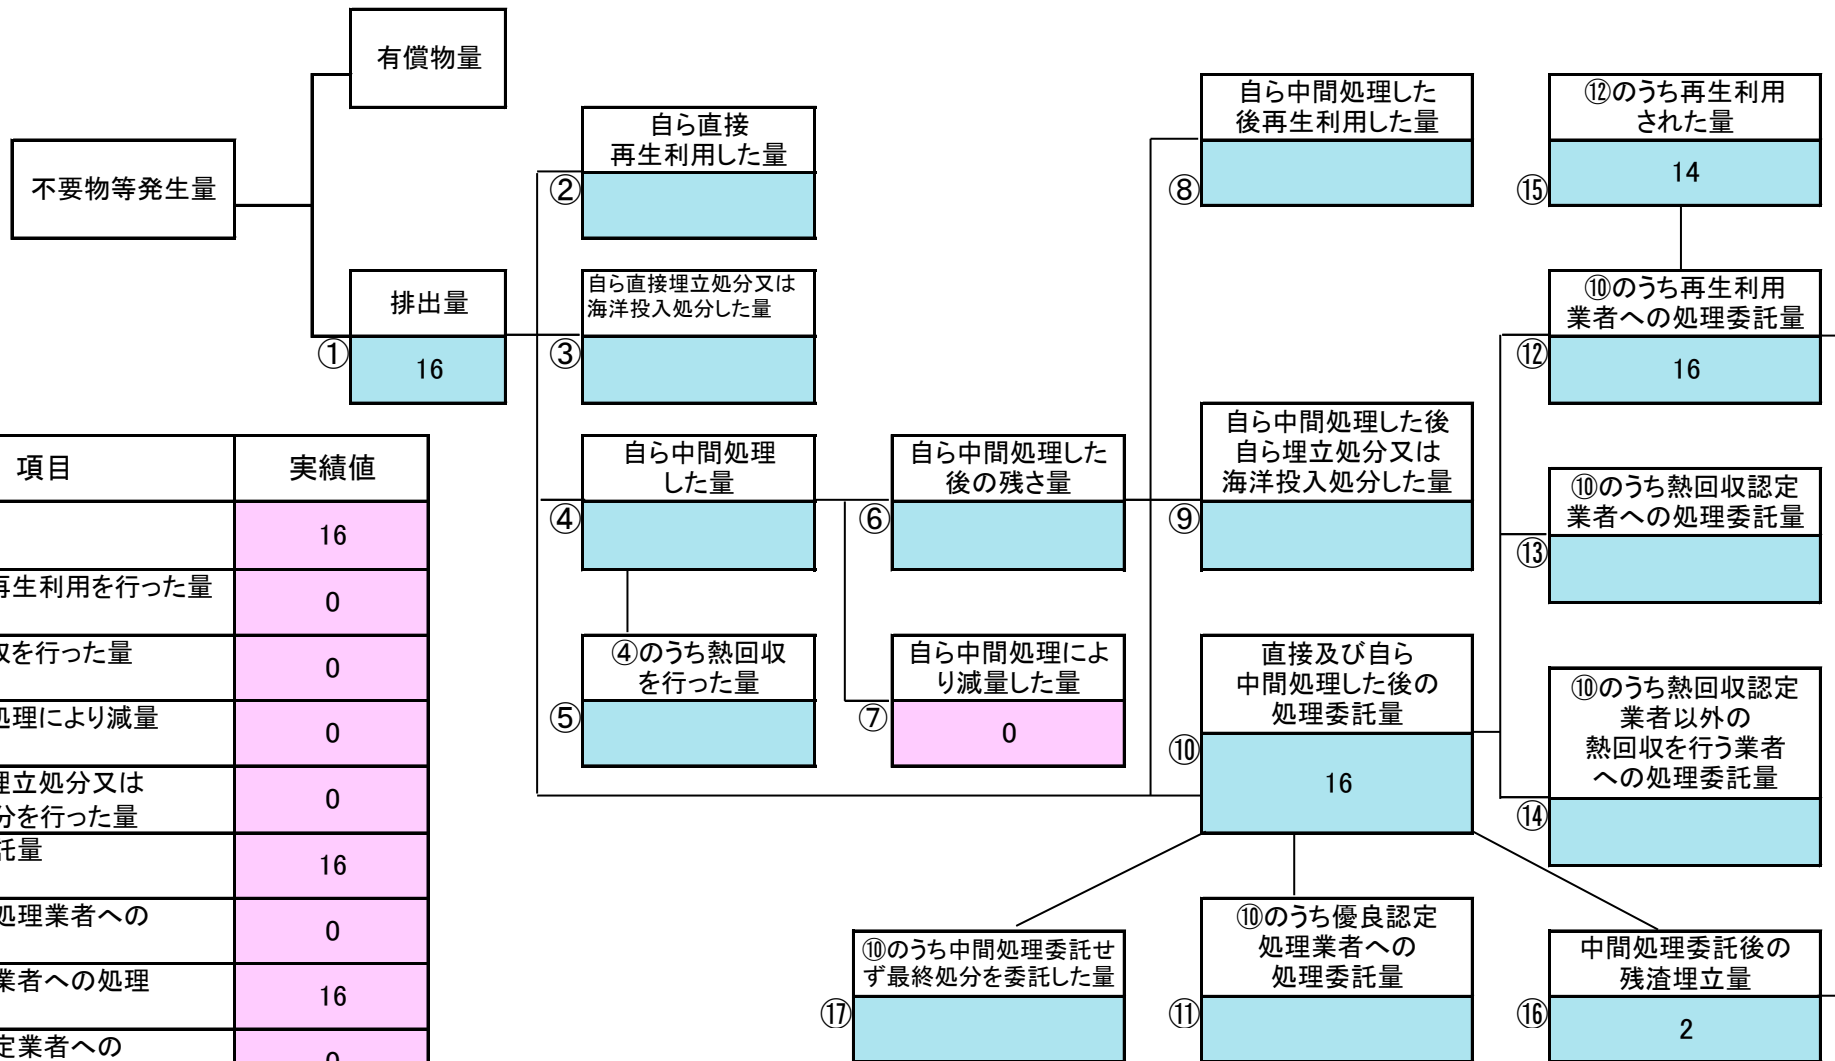 有償物量
不要物等発生量
排出量
①
16
自ら直接
再生利用した量
②
自ら直接埋立処分又は
海洋投入処分した量
③
自ら中間処理
した量
④
④のうち熱回収
を行った量
⑤
自ら中間処理した
後の残さ量
⑥
自ら中間処理によ
り減量した量
⑦
0
自ら中間処理した
後再生利用した量
⑧
自ら中間処理した後
自ら埋立処分又は
海洋投入処分した量
⑨
直接及び自ら
中間処理した後の
処理委託量
⑩
16
⑫のうち再生利用
された量
⑮
14
⑩のうち再生利用
業者への処理委託量
⑫
16
⑩のうち熱回収認定
業者への処理委託量
⑬
⑩のうち熱回収認定
業者以外の
熱回収を行う業者
への処理委託量
⑭
⑩のうち中間処理委託せ
ず最終処分を委託した量
⑰
⑩のうち優良認定
処理業者への
処理委託量
⑪
中間処理委託後の
残渣埋立量
⑯
2
項目 実績値
16
再生利用を行った量 0
を行った量 0
処理により減量 0
埋立処分又は
分を行った量 0
託量 16
処理業者への 0
業者への処理 16
定業者への 0